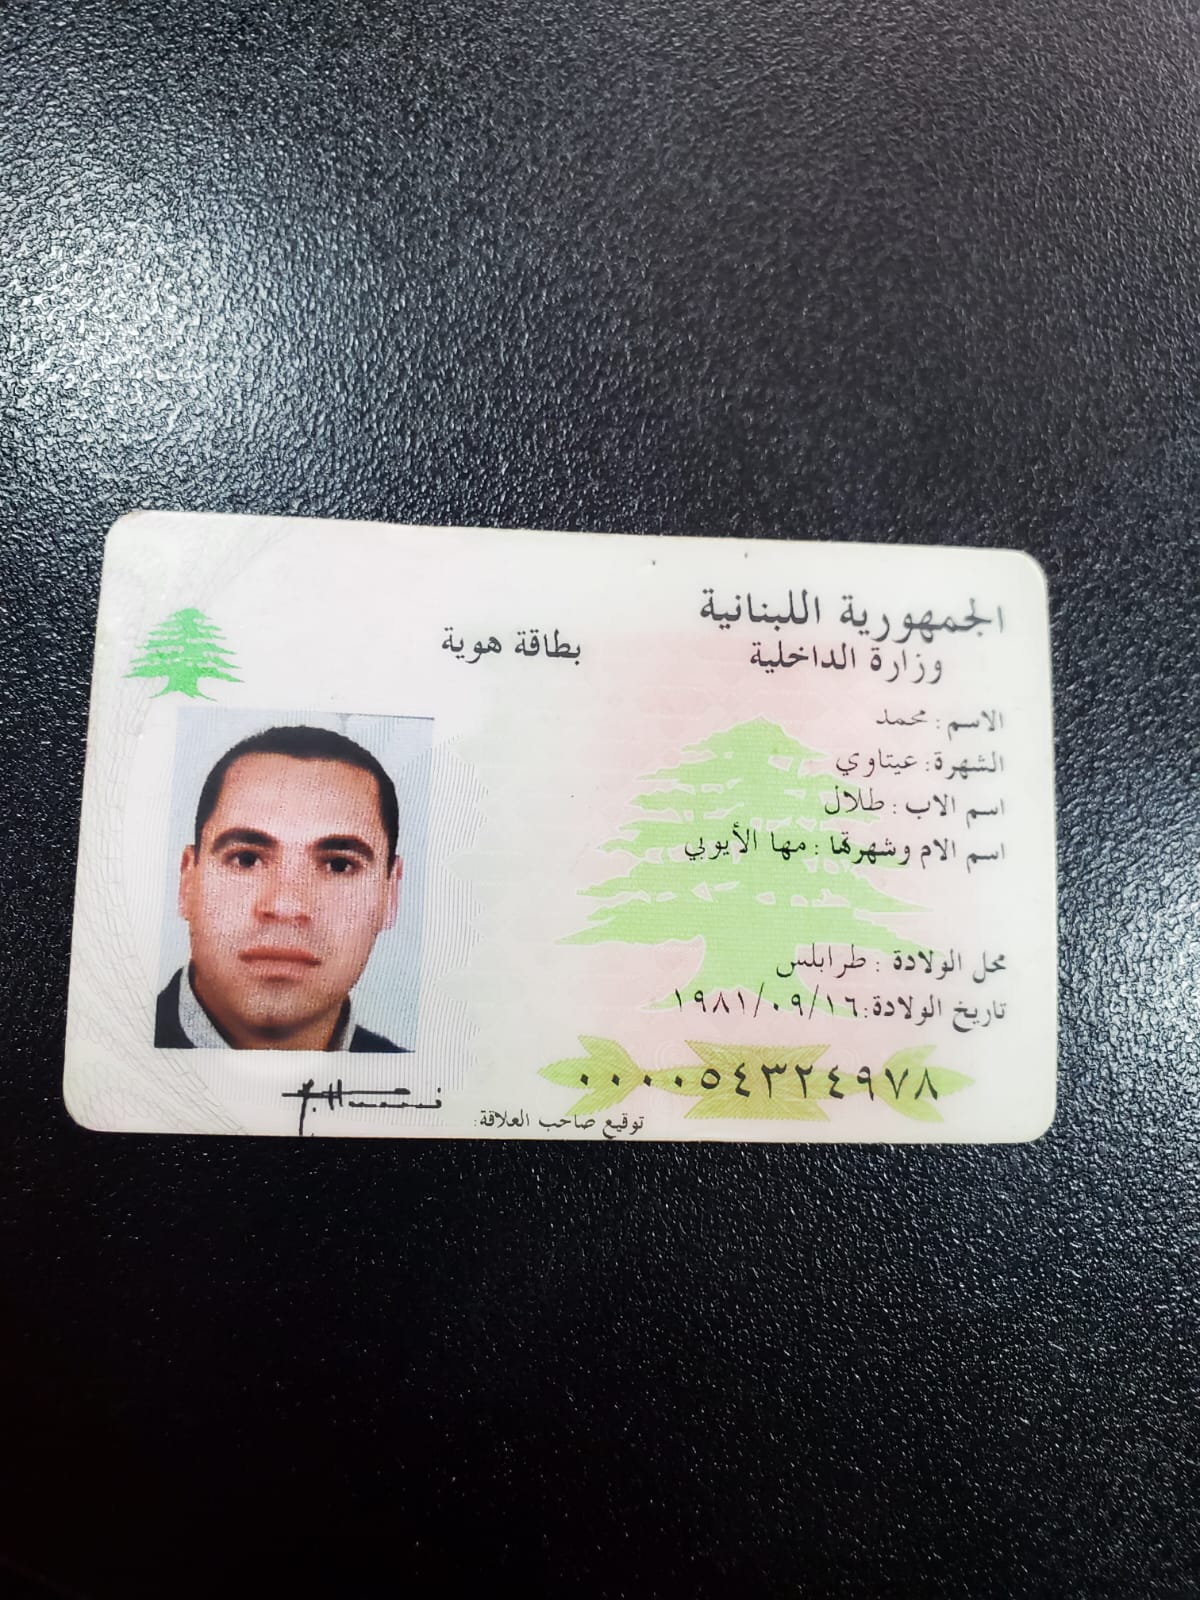 الجمهورية اللبنانية
وزارة الداخلية
بطاقة هوية
الاسم : محمد
الشهرة : عيتاوي
اسم الاب : طلال
اسم الام وشهرتها : مها الأيوبي
محل الولادة : طرابلس
تاريخ الولادة : ١٩٨١/٠٩/١٦
٠٠٠٠٥٤٣٢٤٩٧٨
توقيع صاحب العلاقة: